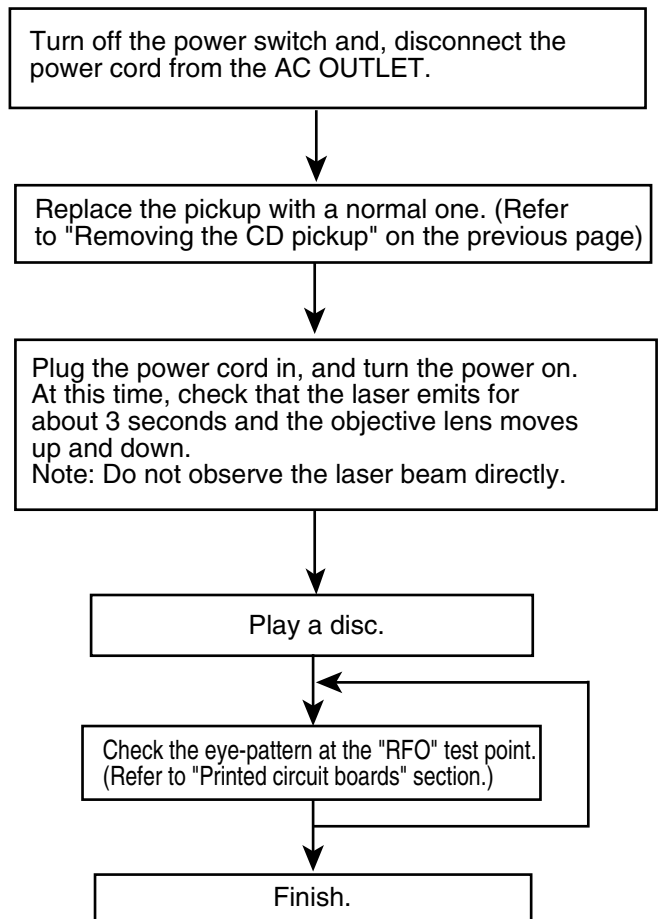 Turn off the power switch and, disconnect the
power cord from the AC OUTLET.
Replace the pickup with a normal one. (Refer
to "Removing the CD pickup" on the previous page)
Plug the power cord in, and turn the power on.
At this time, check that the laser emits for
about 3 seconds and the objective lens moves
up and down.
Note: Do not observe the laser beam directly.
Play a disc.
Check the eye-pattern at the "RFO" test point.
(Refer to "Printed circuit boards" section.)
Finish.